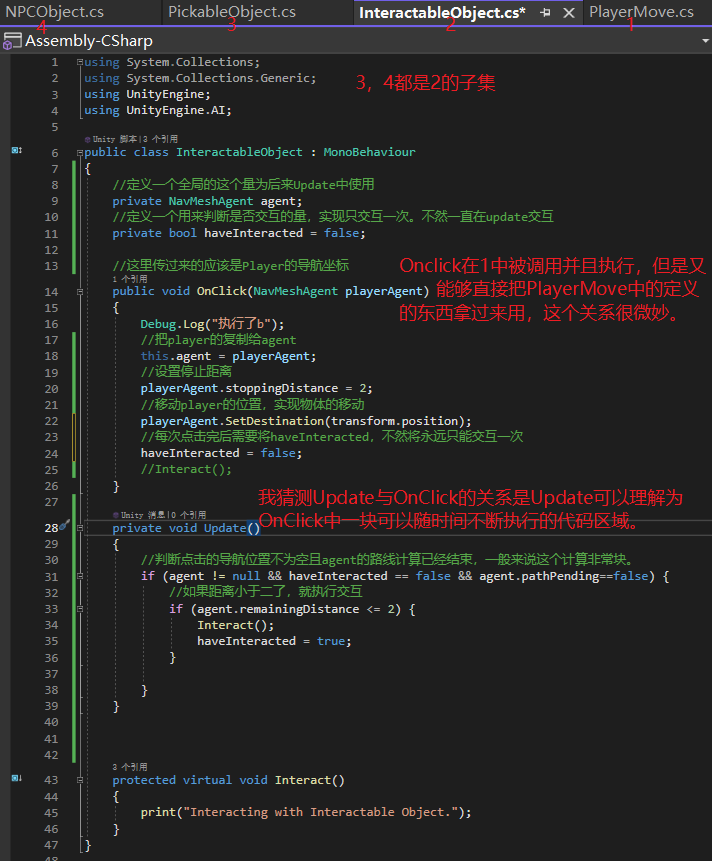 NPCObject.cs PickableObject.cs InteractableObject.cs* PlayerMove.cs
4 3 2 1
Assembly-CSharp
1 using System.Collections;
2 using System.Collections.Generic;
3 using UnityEngine;
4 using UnityEngine.AI;
3，4都是2的子集
5
Unity 脚本|3 个引用
6 public class InteractableObject : MonoBehaviour
7 {
8 //定义一个全局的这个量为后来Update中使用
9 private NavMeshAgent agent;
10 //定义一个用来判断是否交互的量，实现只交互一次。不然一直在update交互
11 private bool haveInteracted = false;
12
13 //这里传过来的应该是Player的导航坐标
Onclick在1中被调用并且执行，但是又
能够直接把PlayerMove中的定义
的东西拿过来用，这个关系很微妙。
1 个引用
14 public void OnClick(NavMeshAgent playerAgent)
15 {
16 Debug.Log("执行了b");
17 //把player的复制给agent
18 this.agent = playerAgent;
19 //设置停止距离
20 playerAgent.stoppingDistance = 2;
21 //移动player的位置，实现物体的移动
22 playerAgent.SetDestination(transform.position);
23 //每次点击完后需要将haveInteracted，不然将永远只能交互一次
24 haveInteracted = false;
25 //Interact();
26 }
27
我猜测Update与OnClick的关系是Update可以理解为
OnClick中一块可以随时间不断执行的代码区域。
Unity 消息|0 个引用
28 private void Update()
29 {
30 //判断点击的导航位置不为空且agent的路线计算已经结束，一般来说这个计算非常块。
31 if (agent != null && haveInteracted == false && agent.pathPending==false) {
32 //如果距离小于二了，就执行交互
33 if (agent.remainingDistance <= 2) {
34 Interact();
35 haveInteracted = true;
36 }
37
38 }
39 }
40
41
42
3 个引用
43 protected virtual void Interact()
44 {
45 print("Interacting with Interactable Object.");
46 }
47 }
48